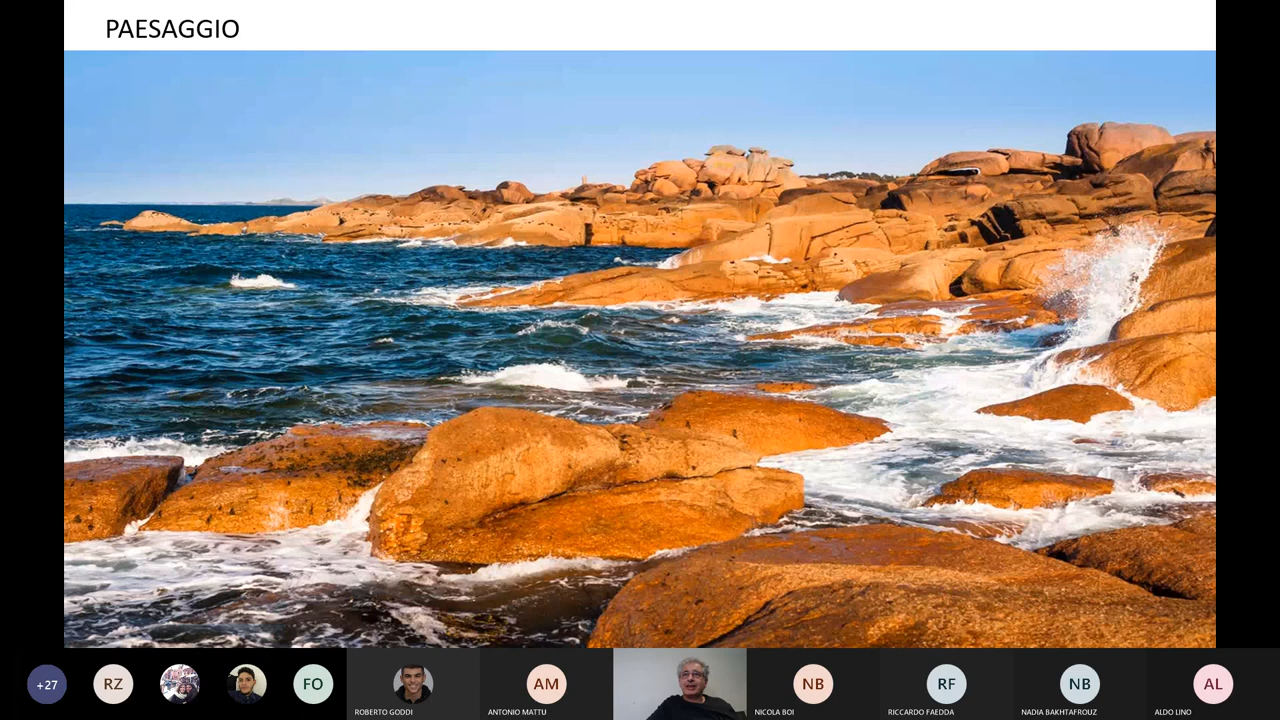 PAESAGGIO
+27
RZ
FO
ROBERTO GODDI
AM
ANTONIO MATTU
NB
NICOLA BOI
RF
RICCARDO FAEDDA
NB
NADIA BAKHTAFROUZ
AL
ALDO LINO